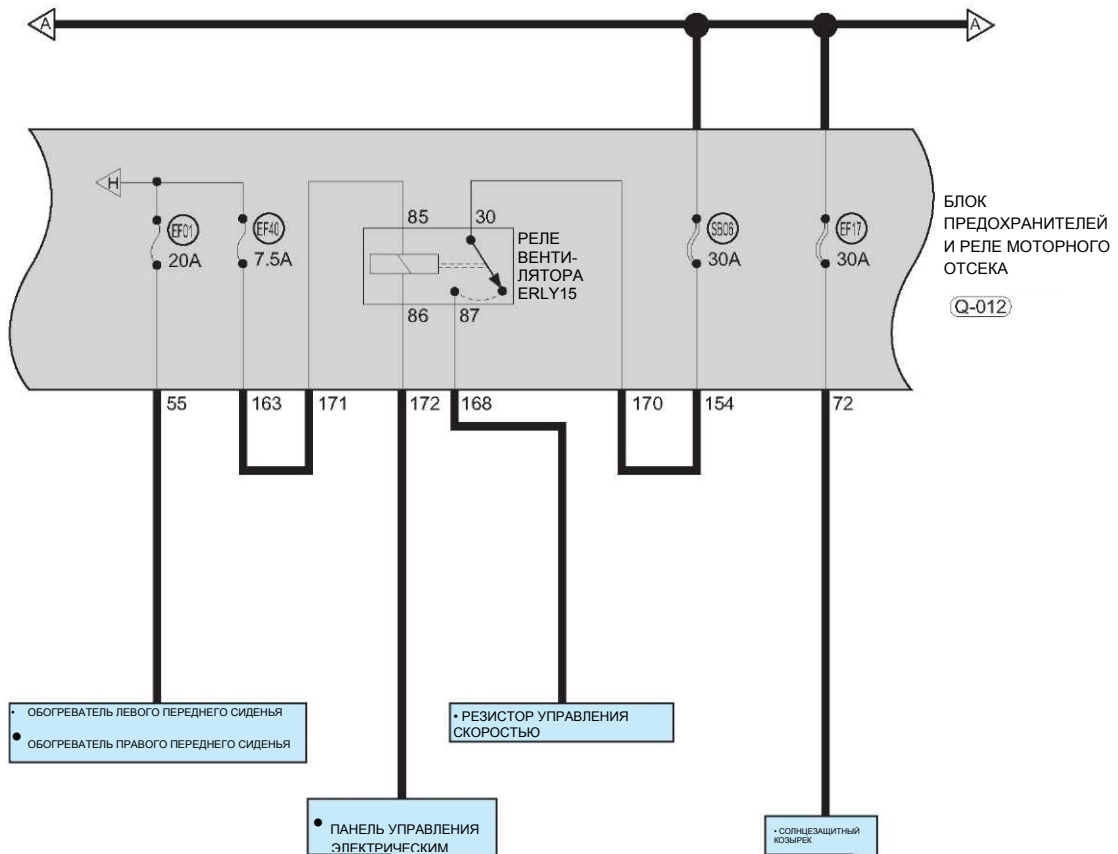 A A
H
EF01
20A
EF40
7.5A
85 30
РЕЛЕ
ВЕНТИ-
ЛЯТОРА
ERLY15
86 87
SB06
30A
EF17
30A
БЛОК
ПРЕДОХРАНИТЕЛЕЙ
И РЕЛЕ МОТОРНОГО
ОТСЕКА
Q-012
55 163 171 172 168 170 154 72
• ОБОГРЕВАТЕЛЬ ЛЕВОГО ПЕРЕДНЕГО СИДЕНЬЯ
• ОБОГРЕВАТЕЛЬ ПРАВОГО ПЕРЕДНЕГО СИДЕНЬЯ
• РЕЗИСТОР УПРАВЛЕНИЯ
СКОРОСТЬЮ
• ПАНЕЛЬ УПРАВЛЕНИЯ
ЭЛЕКТРИЧЕСКИМ
• СОЛНЦЕЗАЩИТНЫЙ
КОЗЫРЕК